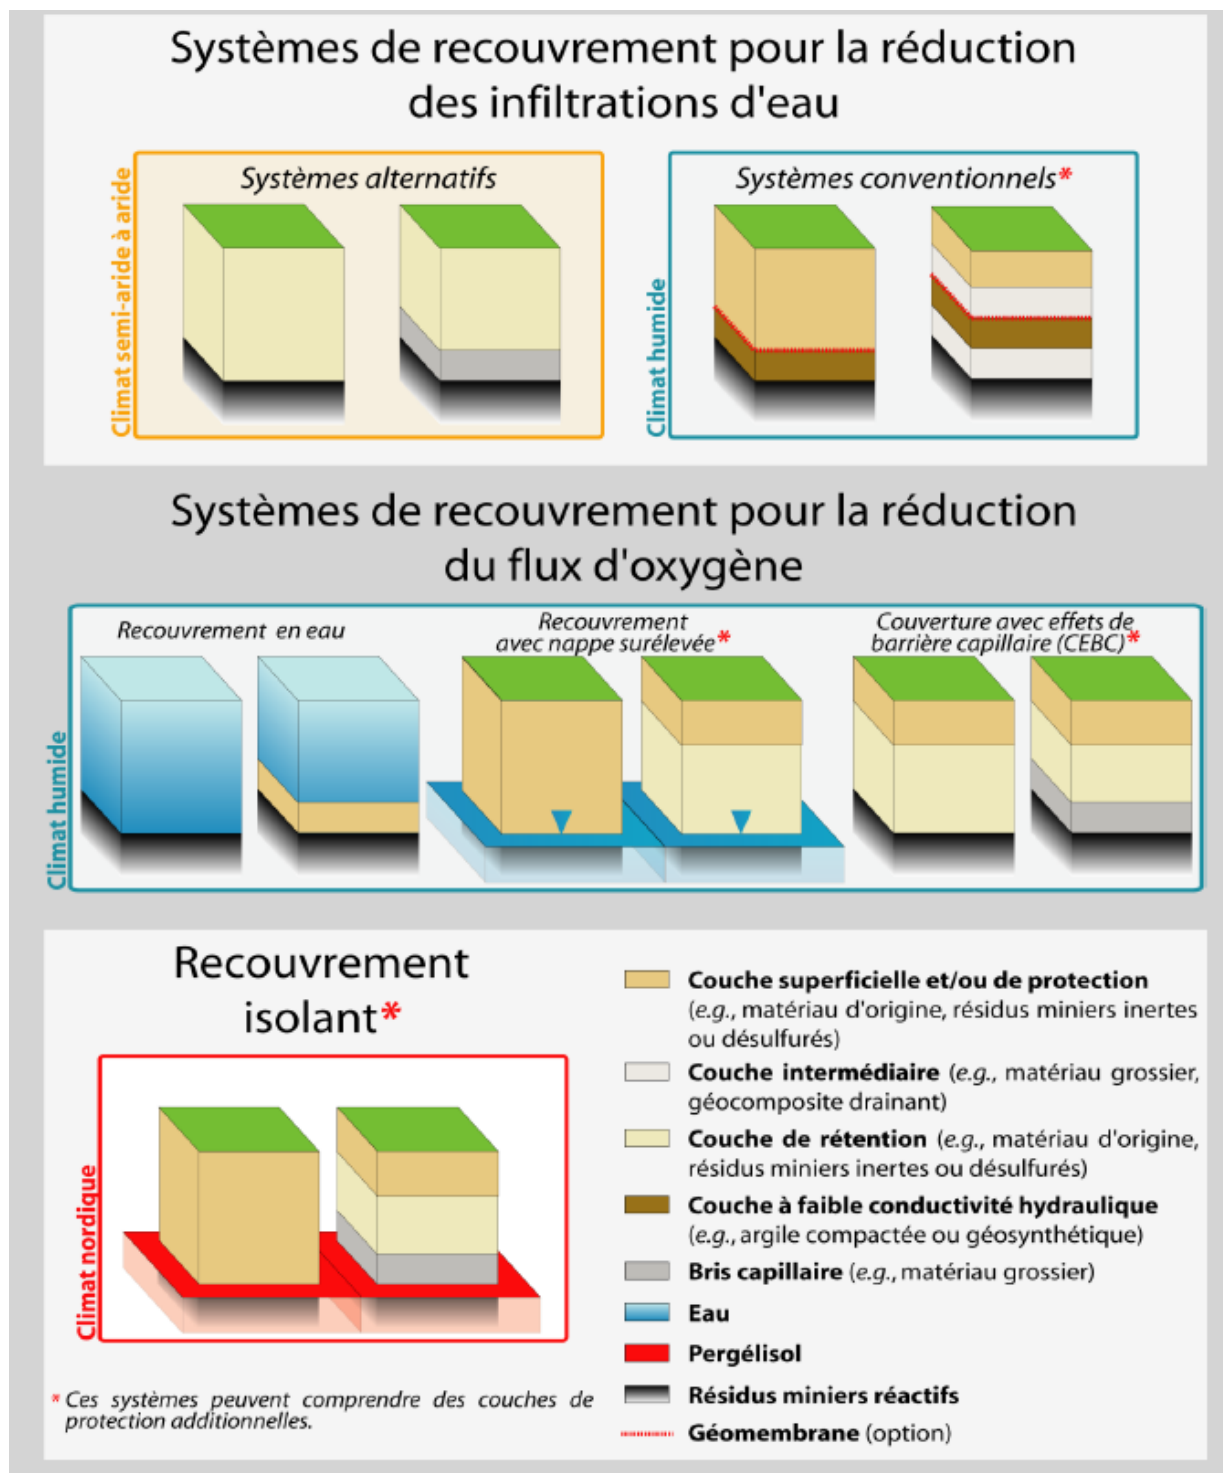 Systèmes de recouvrement pour la réduction
des infiltrations d'eau
Climat semi-aride à aride
Systèmes alternatifs
Climat humide
Systèmes conventionnels*
Systèmes de recouvrement pour la réduction
du flux d'oxygène
Climat humide
Recouvrement en eau
Recouvrement
avec nappe surélevée*
Couverture avec effets de
barrière capillaire (CEBC)*
Recouvrement
isolant*
Climat nordique
* Ces systèmes peuvent comprendre des couches de
protection additionnelles.
Couche superficielle et/ou de protection
(e.g., matériau d'origine, résidus miniers inertes
ou désulfurés)
Couche intermédiaire (e.g., matériau grossier,
géocomposite drainant)
Couche de rétention (e.g., matériau d'origine,
résidus miniers inertes ou désulfurés)
Couche à faible conductivité hydraulique
(e.g., argile compactée ou géosynthétique)
Bris capillaire (e.g., matériau grossier)
Eau
Pergélisol
Résidus miniers réactifs
Géomembrane (option)